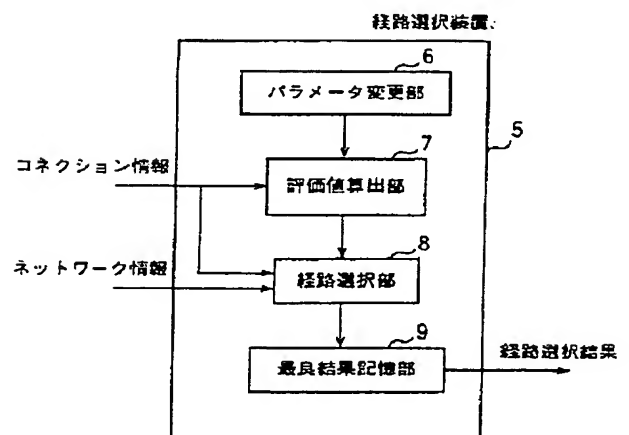 経路選択装置
6
パラメータ変更部
5
7
コネクション情報
評価値算出部
8
ネットワーク情報
経路選択部
9
経路選択結果
最良結果記憶部